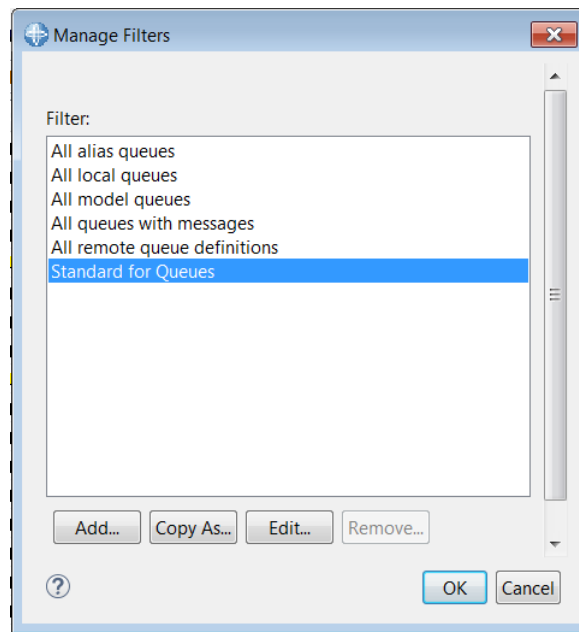 Manage Filters
Filter:
All alias queues
All local queues
All model queues
All queues with messages
All remote queue definitions
Standard for Queues
Add... Copy As... Edit... Remove...
? OK Cancel